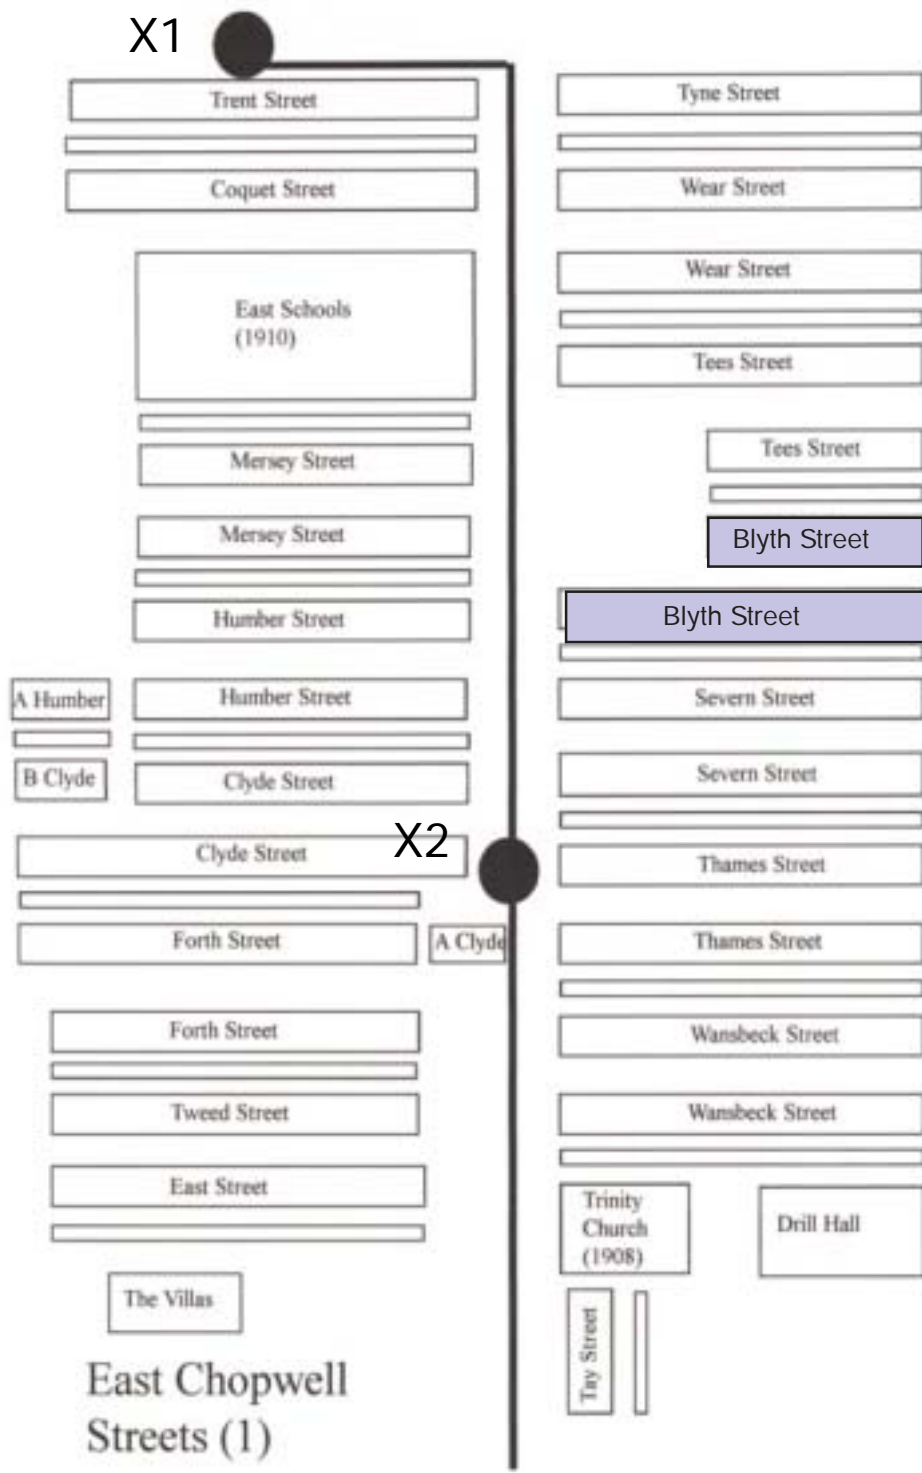 X1
Trent Street
Coquet Street
East Schools
(1910)
Mersey Street
Mersey Street
Humber Street
A Humber
Humber Street
B Clyde
Clyde Street
Clyde Street
X2
Forth Street
A Clyde
Forth Street
Tweed Street
East Street
The Villas
East Chopwell
Streets (1)
Tyne Street
Wear Street
Wear Street
Tees Street
Tees Street
Blyth Street
Blyth Street
Severn Street
Severn Street
Thames Street
Thames Street
Wansbeck Street
Wansbeck Street
Trinity
Church
(1908)
Drill Hall
Tay Street